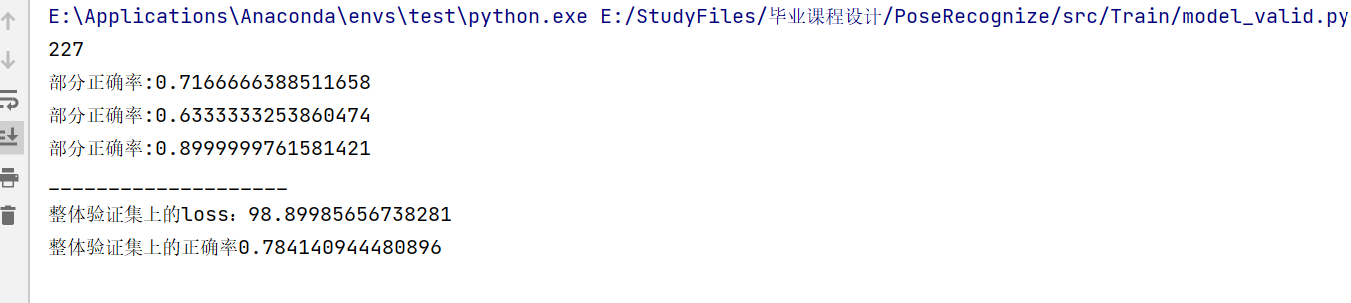 E:\Applications\Anaconda\envs\test\python.exe E:/StudyFiles/毕业课程设计/PoseRecognize/src/Train/model_valid.py
227
部分正确率:0.7166666388511658
部分正确率:0.6333333253860474
部分正确率:0.8999999761581421
____________________
整体验证集上的loss：98.89985656738281
整体验证集上的正确率0.784140944480896